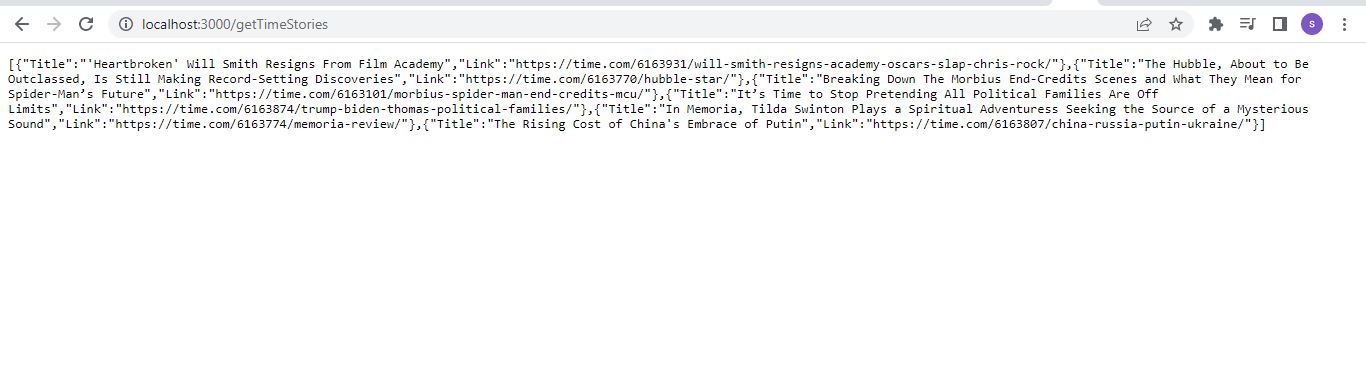 localhost:3000/getTimeStories
S
[{"Title":"'Heartbroken' Will Smith Resigns From Film Academy","Link":"https://time.com/6163931/will-smith-resigns-academy-oscars-slap-chris-rock/"},{"Title":"The Hubble, About to Be
Outclassed, Is Still Making Record-Setting Discoveries","Link":"https://time.com/6163770/hubble-star/"},{"Title":"Breaking Down The Morbius End-Credits Scenes and What They Mean for
Spider-Man’s Future","Link":"https://time.com/6163101/morbius-spider-man-end-credits-mcu/"},{"Title":"It’s Time to Stop Pretending All Political Families Are Off
Limits","Link":"https://time.com/6163874/trump-biden-thomas-political-families/"},{"Title":"In Memoria, Tilda Swinton Plays a Spiritual Adventuress Seeking the Source of a Mysterious
Sound","Link":"https://time.com/6163774/memoria-review/"},{"Title":"The Rising Cost of China's Embrace of Putin","Link":"https://time.com/6163807/china-russia-putin-ukraine/"}]